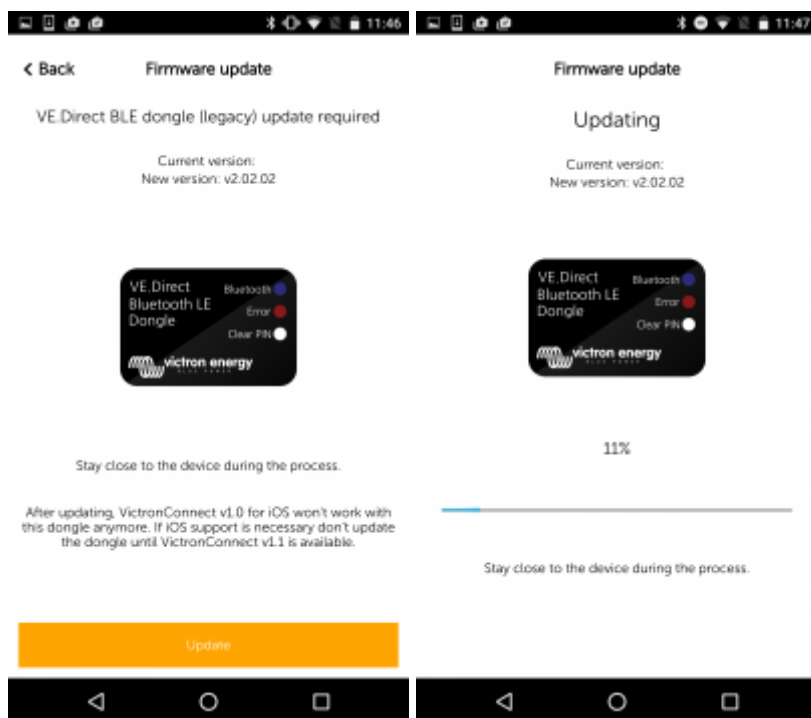 11:46
< Back Firmware update
VE.Direct BLE dongle (legacy) update required
Current version:
New version: v2.02.02
VE.Direct
Bluetooth LE
Dongle
Bluetooth
Error
Clear PIN
victron energy
BLUE POWER
Stay close to the device during the process.
After updating, VictronConnect v1.0 for iOS won't work with
this dongle anymore. If iOS support is necessary don't update
the dongle until VictronConnect v1.1 is available.
Update
11:47
Firmware update
Updating
Current version:
New version: v2.02.02
VE.Direct
Bluetooth LE
Dongle
Bluetooth
Error
Clear PIN
victron energy
BLUE POWER
11%
Stay close to the device during the process.